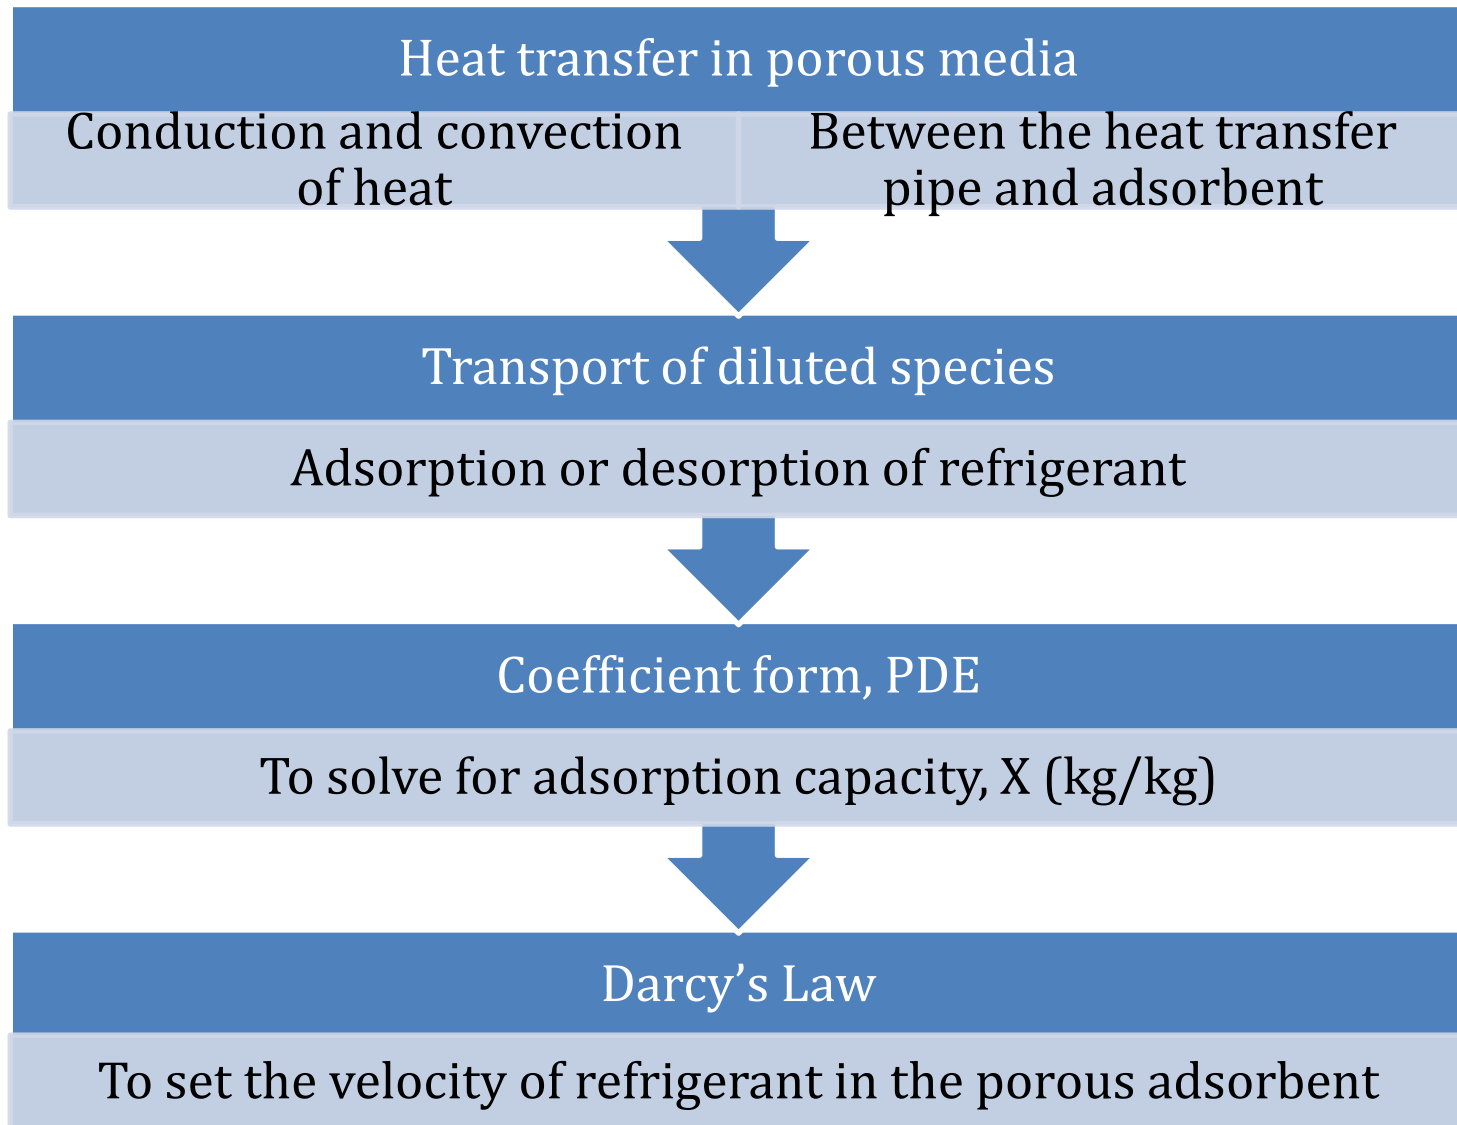 Heat transfer in porous media
Conduction and convection
of heat
Between the heat transfer
pipe and adsorbent
Transport of diluted species
Adsorption or desorption of refrigerant
Coefficient form, PDE
To solve for adsorption capacity, X (kg/kg)
Darcy’s Law
To set the velocity of refrigerant in the porous adsorbent